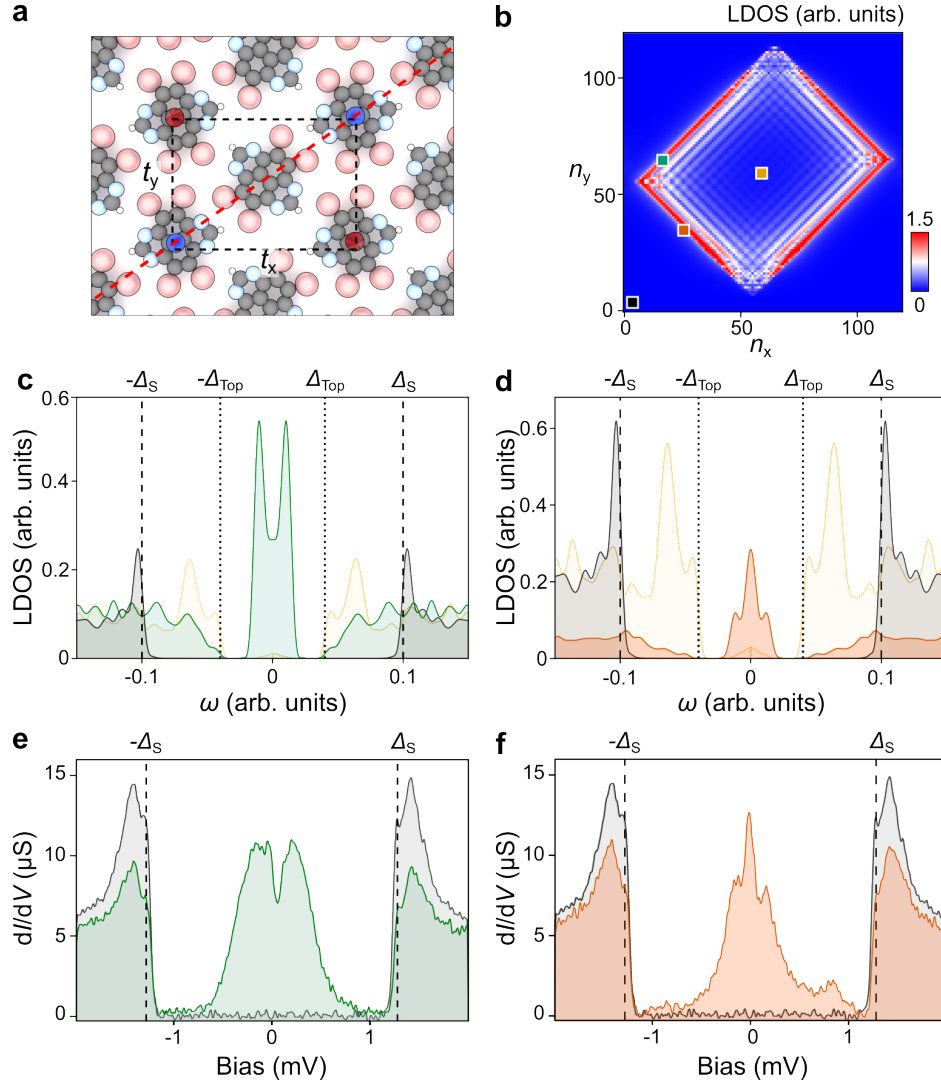 a
t_y
t_x
b
LDOS (arb. units)
100
n_y
50
0
0
50
100
n_x
1.5
0
c
-Δ_S
-Δ_Top
Δ_Top
Δ_S
LDOS (arb. units)
0.6
0.4
0.2
0
-0.1
0
0.1
ω (arb. units)
d
-Δ_S
-Δ_Top
Δ_Top
Δ_S
LDOS (arb. units)
0.6
0.4
0.2
0
-0.1
0
0.1
ω (arb. units)
e
-Δ_S
Δ_S
dI/dV (µS)
15
10
5
0
-1
0
1
Bias (mV)
f
-Δ_S
Δ_S
dI/dV (µS)
15
10
5
0
-1
0
1
Bias (mV)